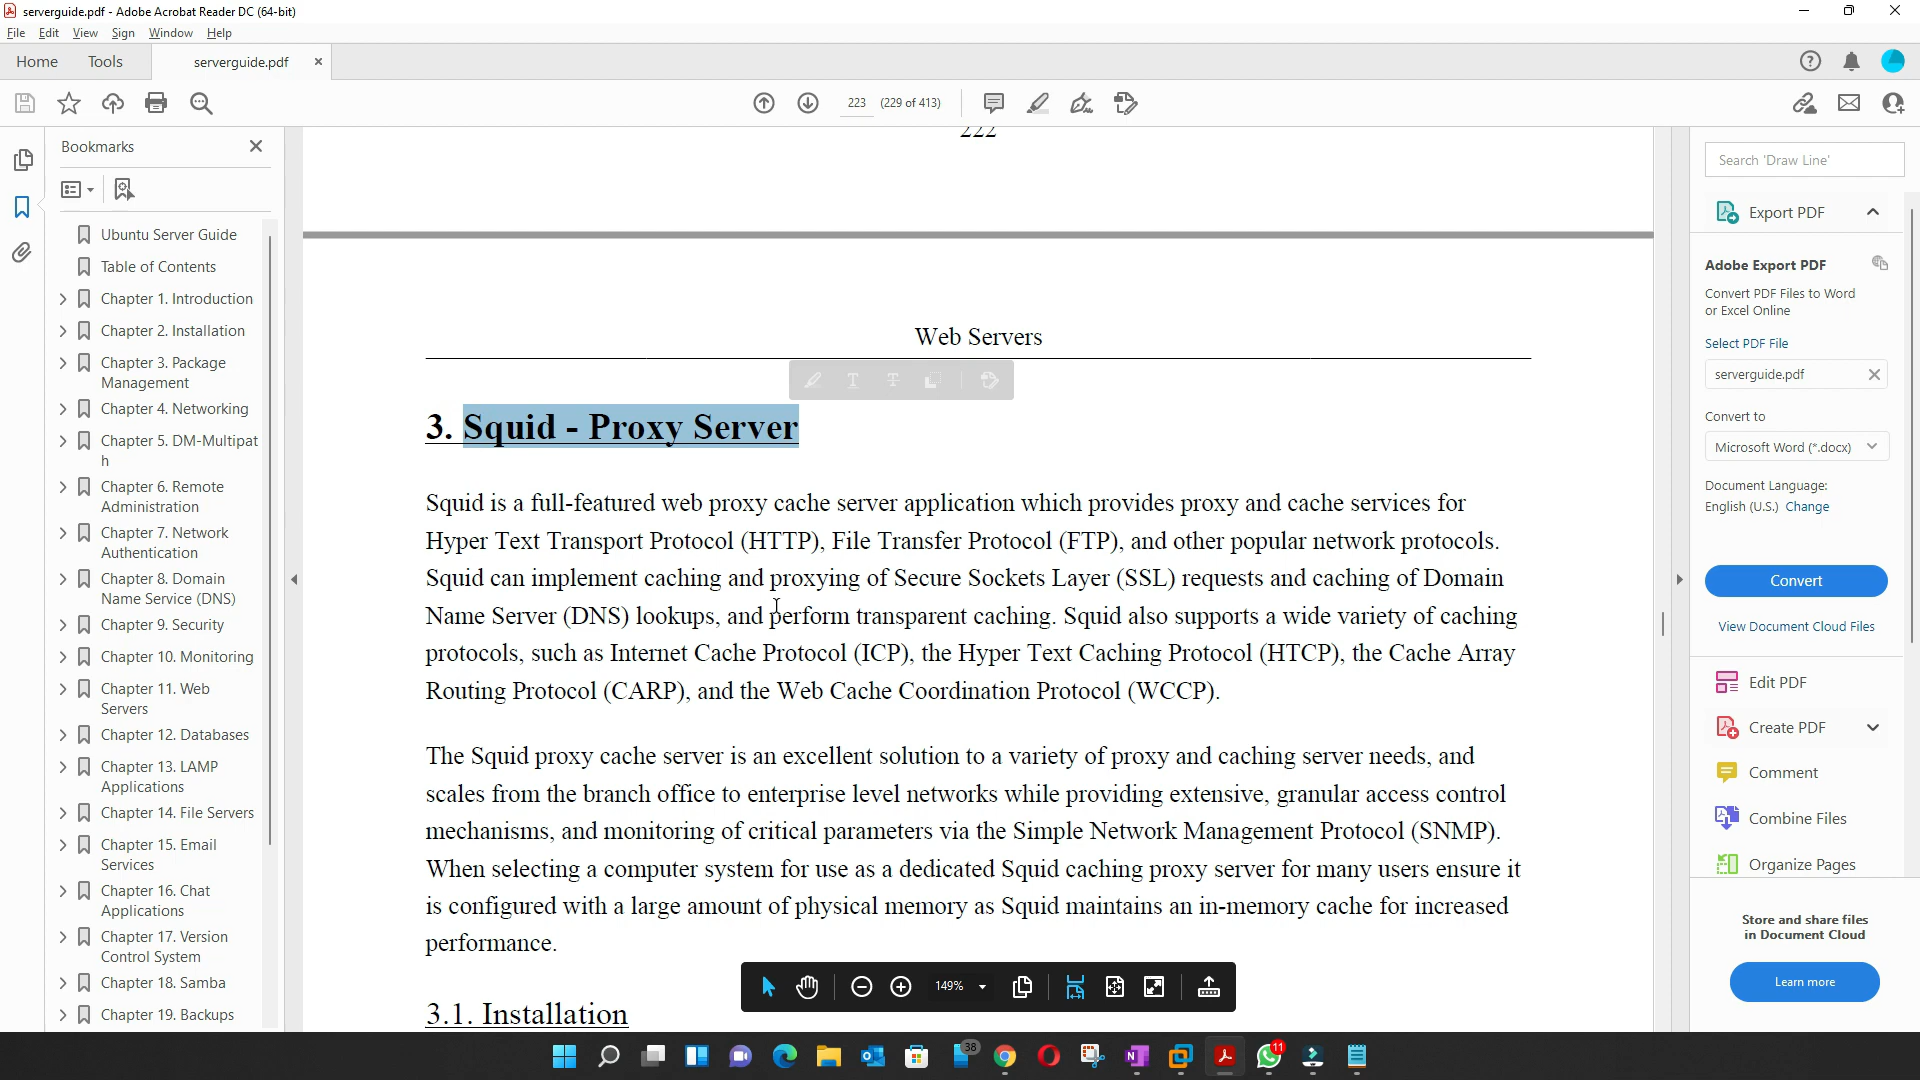 serverguide.pdf - Adobe Acrobat Reader DC (64-bit)
File Edit View Sign Window Help
Home Tools serverguide.pdf
223 (229 of 413)
Bookmarks
Ubuntu Server Guide
Table of Contents
Chapter 1. Introduction
Chapter 2. Installation
Chapter 3. Package
Management
Chapter 4. Networking
Chapter 5. DM-Multipat
h
Chapter 6. Remote
Administration
Chapter 7. Network
Authentication
Chapter 8. Domain
Name Service (DNS)
Chapter 9. Security
Chapter 10. Monitoring
Chapter 11. Web
Servers
Chapter 12. Databases
Chapter 13. LAMP
Applications
Chapter 14. File Servers
Chapter 15. Email
Services
Chapter 16. Chat
Applications
Chapter 17. Version
Control System
Chapter 18. Samba
Chapter 19. Backups
222
Web Servers
3. Squid - Proxy Server
Squid is a full-featured web proxy cache server application which provides proxy and cache services for
Hyper Text Transport Protocol (HTTP), File Transfer Protocol (FTP), and other popular network protocols.
Squid can implement caching and proxying of Secure Sockets Layer (SSL) requests and caching of Domain
Name Server (DNS) lookups, and perform transparent caching. Squid also supports a wide variety of caching
protocols, such as Internet Cache Protocol (ICP), the Hyper Text Caching Protocol (HTCP), the Cache Array
Routing Protocol (CARP), and the Web Cache Coordination Protocol (WCCP).
The Squid proxy cache server is an excellent solution to a variety of proxy and caching server needs, and
scales from the branch office to enterprise level networks while providing extensive, granular access control
mechanisms, and monitoring of critical parameters via the Simple Network Management Protocol (SNMP).
When selecting a computer system for use as a dedicated Squid caching proxy server for many users ensure it
is configured with a large amount of physical memory as Squid maintains an in-memory cache for increased
performance.
3.1. Installation
149%
Search 'Draw Line'
Export PDF
Adobe Export PDF
Convert PDF Files to Word
or Excel Online
Select PDF File
serverguide.pdf
Convert to
Microsoft Word (*.docx)
Document Language:
English (U.S.) Change
Convert
View Document Cloud Files
Edit PDF
Create PDF
Comment
Combine Files
Organize Pages
Store and share files
in Document Cloud
Learn more
38
11